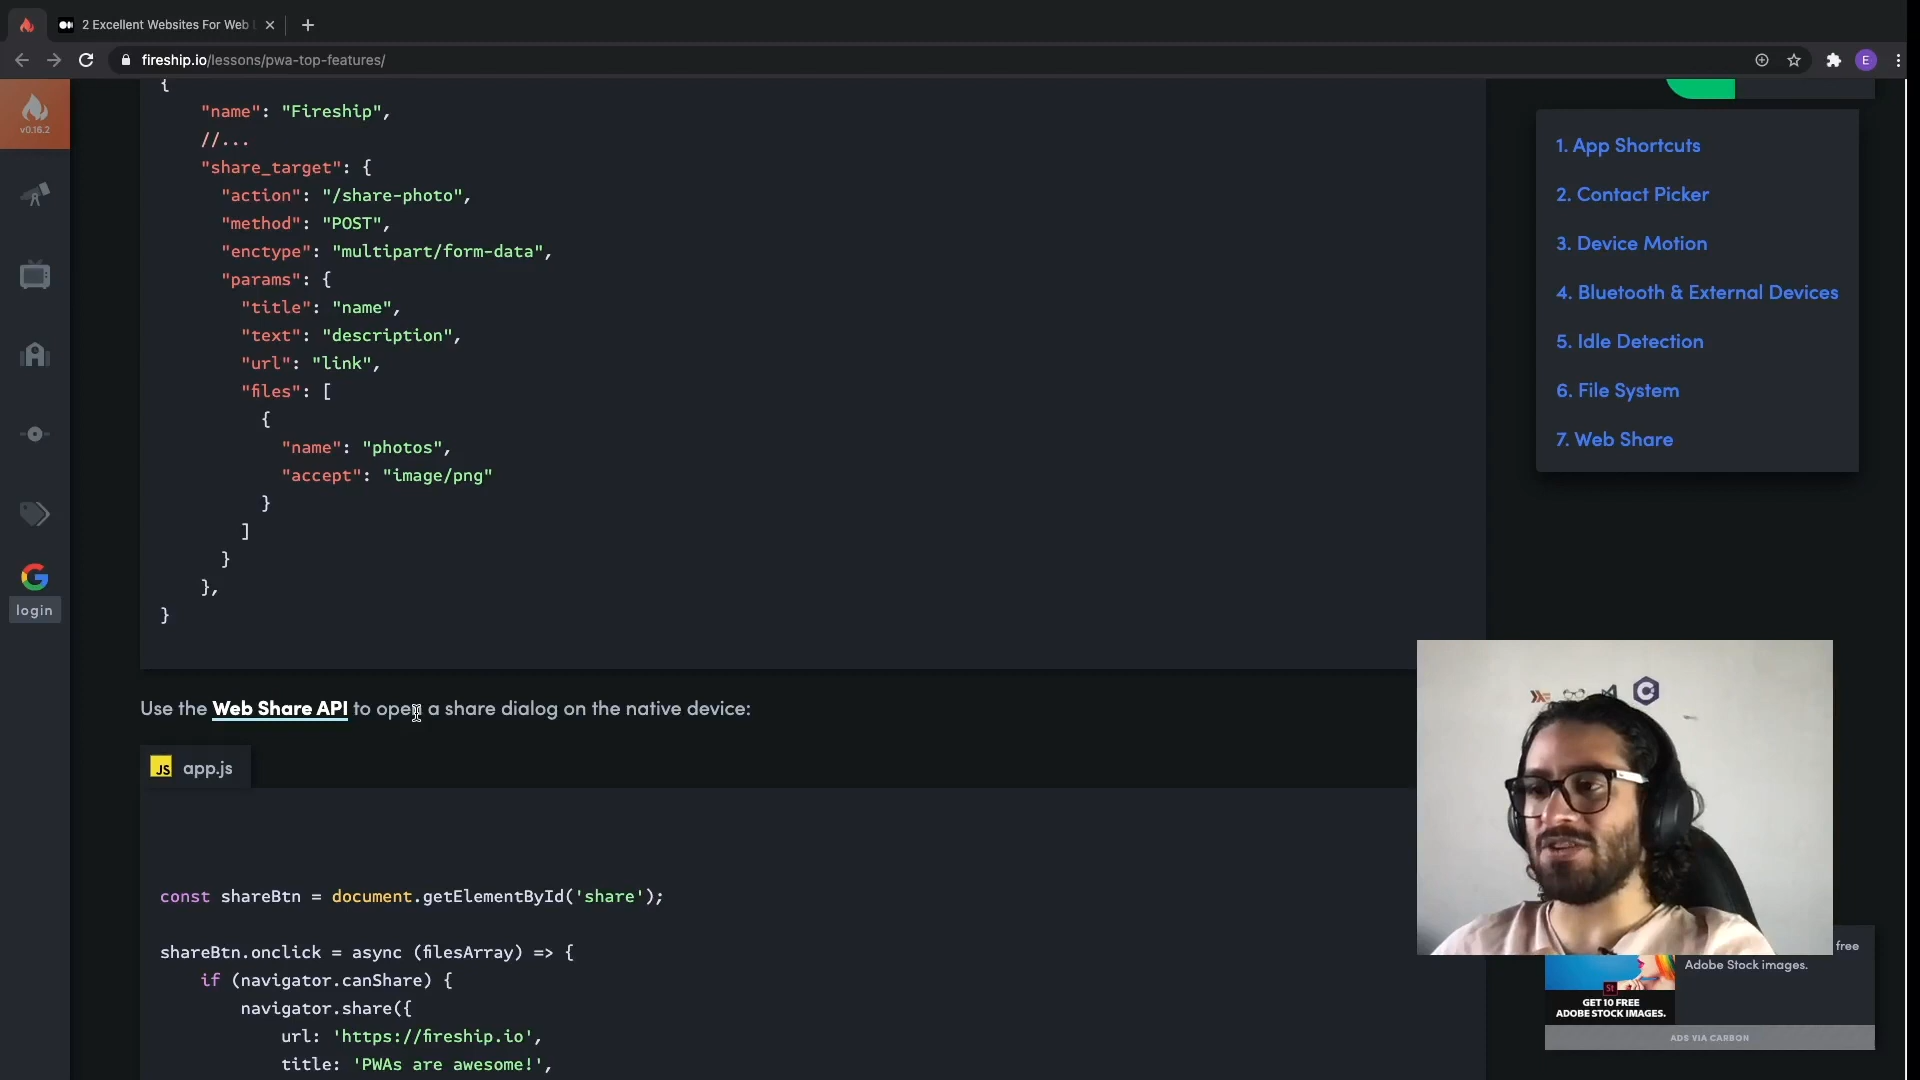 2 Excellent Websites For Web
fireship.io/lessons/pwa-top-features/
E
v0.16.2
login
{
"name": "Fireship",
//...
"share_target": {
"action": "/share-photo",
"method": "POST",
"enctype": "multipart/form-data",
"params": {
"title": "name",
"text": "description",
"url": "link",
"files": [
{
"name": "photos",
"accept": "image/png"
}
]
}
},
}
Use the Web Share API to open a share dialog on the native device:
JS app.js
const shareBtn = document.getElementById('share');
shareBtn.onclick = async (filesArray) => {
if (navigator.canShare) {
navigator.share({
url: 'https://fireship.io',
title: 'PWAs are awesome!',
1. App Shortcuts
2. Contact Picker
3. Device Motion
4. Bluetooth & External Devices
5. Idle Detection
6. File System
7. Web Share
C
free
Adobe Stock images.
St
GET 10 FREE
ADOBE STOCK IMAGES.
ADS VIA CARBON